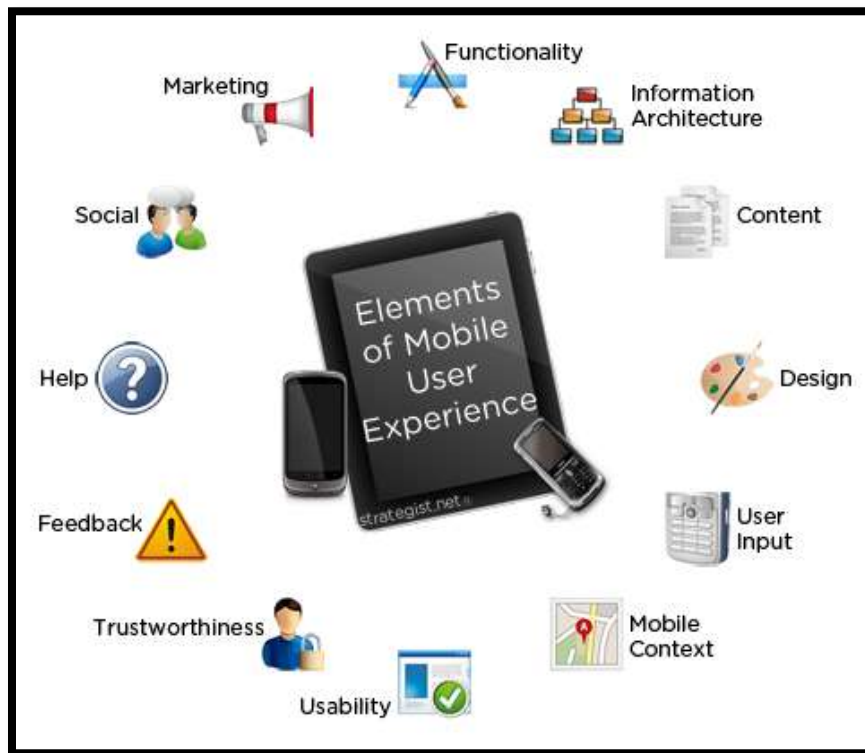 Functionality
Information
Architecture
Content
Design
User
Input
Mobile
Context
Usability
Trustworthiness
Feedback
Help
Social
Marketing
Elements
of Mobile
User
Experience
strategist.net
A